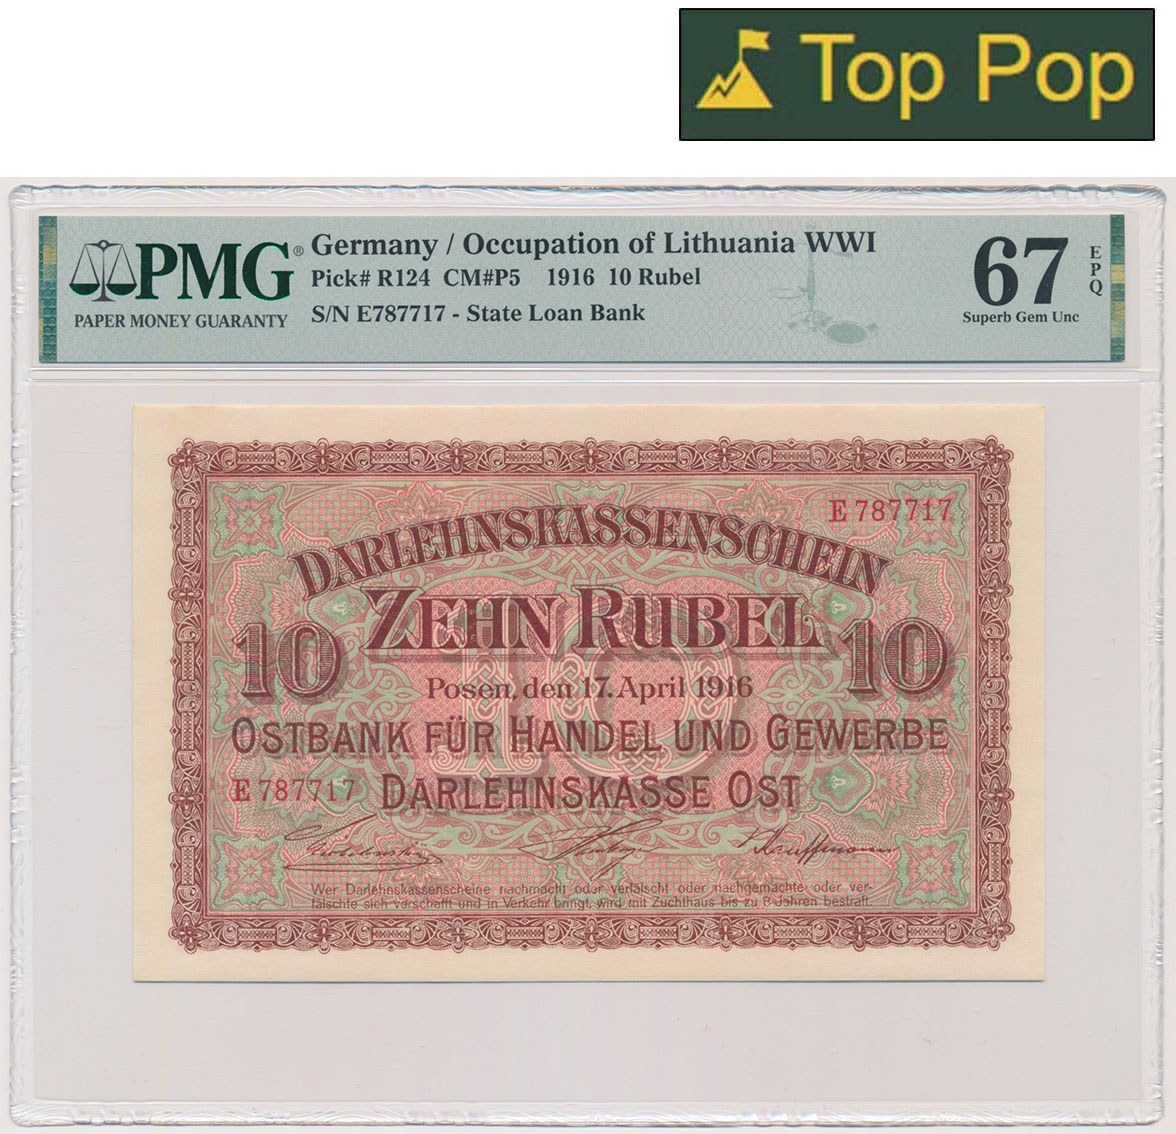 Top Pop
PMG®
PAPER MONEY GUARANTY
Germany / Occupation of Lithuania WWI
Pick# R124 CM#P5 1916 10 Rubel
S/N E787717 - State Loan Bank
67
EPQ
Superb Gem Unc
E 787717
DARLEHNSKASSENSCHEIN
ZEHN RUBEL
10 10
Posen, den 17. April 1916
OSTBANK FÜR HANDEL UND GEWERBE
E 787717 DARLEHNSKASSE OST
Kauffmann
Wer Darlehnskassenscheine nachmacht oder verfälscht oder nachgemachte oder ver-
fälschte sich verschafft und in Verkehr bringt, wird mit Zuchthaus bis zu 8 Jahren bestraft.